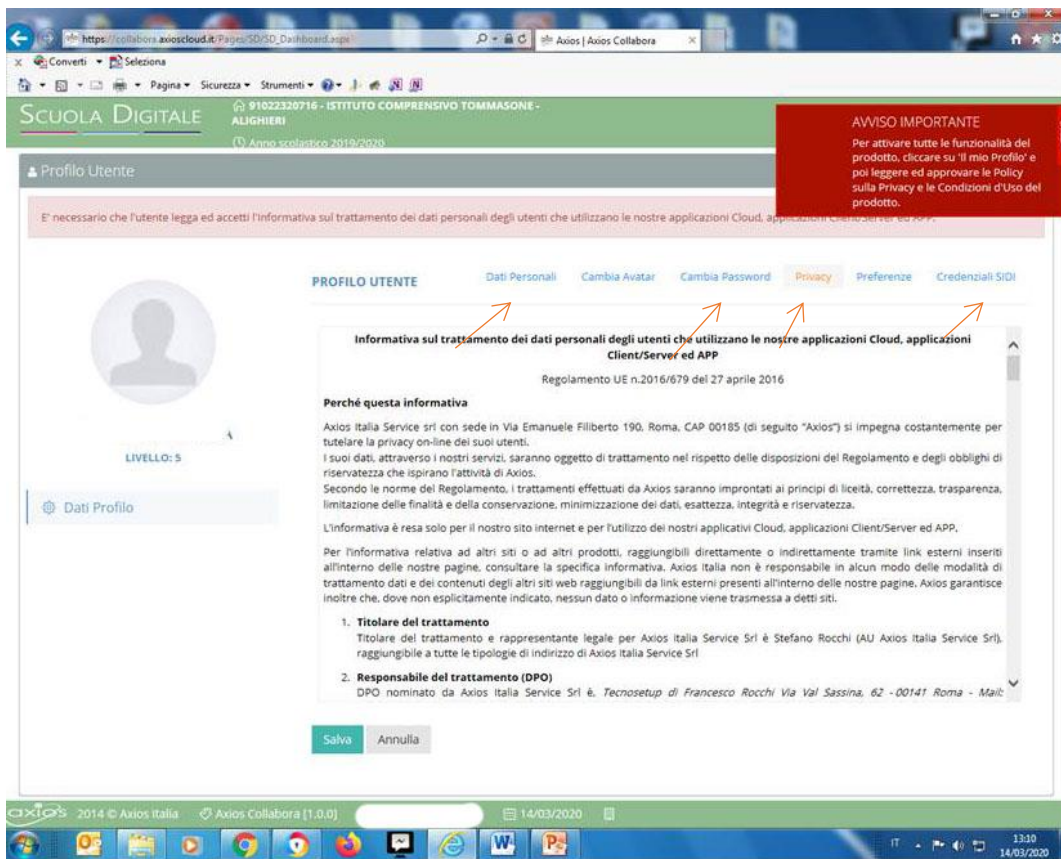 https://collabora.axioscloud.it/Pages/SD/SD_Dashboard.aspx
Axios | Axios Collabora
x Converti Seleziona
Pagina Sicurezza Strumenti
SCUOLA DIGITALE
91022320716 - ISTITUTO COMPRENSIVO TOMMASONE -
ALIGHIERI
Anno scolastico 2019/2020
AVVISO IMPORTANTE
Per attivare tutte le funzionalità del
prodotto, cliccare su 'Il mio Profilo' e
poi leggere ed approvare le Policy
sulla Privacy e le Condizioni d'Uso del
prodotto.
Profilo Utente
E' necessario che l'utente legga ed accetti l'informativa sul trattamento dei dati personali degli utenti che utilizzano le nostre applicazioni Cloud, applicazioni Client/Server ed APP.
PROFILO UTENTE
Dati Personali Cambia Avatar Cambia Password Privacy Preferenze Credenziali SIDI
LIVELLO: 5
Dati Profilo
Informativa sul trattamento dei dati personali degli utenti che utilizzano le nostre applicazioni Cloud, applicazioni
Client/Server ed APP
Regolamento UE n.2016/679 del 27 aprile 2016
Perché questa informativa
Axios Italia Service srl con sede in Via Emanuele Filiberto 190, Roma, CAP 00185 (di seguito "Axios") si impegna costantemente per
tutelare la privacy on-line dei suoi utenti.
I suoi dati, attraverso i nostri servizi, saranno oggetto di trattamento nel rispetto delle disposizioni del Regolamento e degli obblighi di
riservatezza che ispirano l'attività di Axios.
Secondo le norme del Regolamento, i trattamenti effettuati da Axios saranno improntati ai principi di liceità, correttezza, trasparenza,
limitazione delle finalità e della conservazione, minimizzazione dei dati, esattezza, integrità e riservatezza.
L'informativa è resa solo per il nostro sito internet e per l'utilizzo dei nostri applicativi Cloud, applicazioni Client/Server ed APP.
Per l'informativa relativa ad altri siti o ad altri prodotti, raggiungibili direttamente o indirettamente tramite link esterni inseriti
all'interno delle nostre pagine, consultare la specifica informativa. Axios Italia non è responsabile in alcun modo delle modalità di
trattamento dati e dei contenuti degli altri siti web raggiungibili da link esterni presenti all'interno delle nostre pagine. Axios garantisce
inoltre che, dove non esplicitamente indicato, nessun dato o informazione viene trasmessa a detti siti.
1. Titolare del trattamento
Titolare del trattamento e rappresentante legale per Axios Italia Service Srl è Stefano Rocchi (AU Axios Italia Service Srl),
raggiungibile a tutte le tipologie di indirizzo di Axios Italia Service Srl
2. Responsabile del trattamento (DPO)
DPO nominato da Axios Italia Service Srl è, Tecnosetup di Francesco Rocchi Via Val Sassina, 62 - 00141 Roma - Mail:
Salva Annulla
axios 2014 © Axios Italia Axios Collabora [1.0.0] 14/03/2020
IT 13:10
14/03/2020